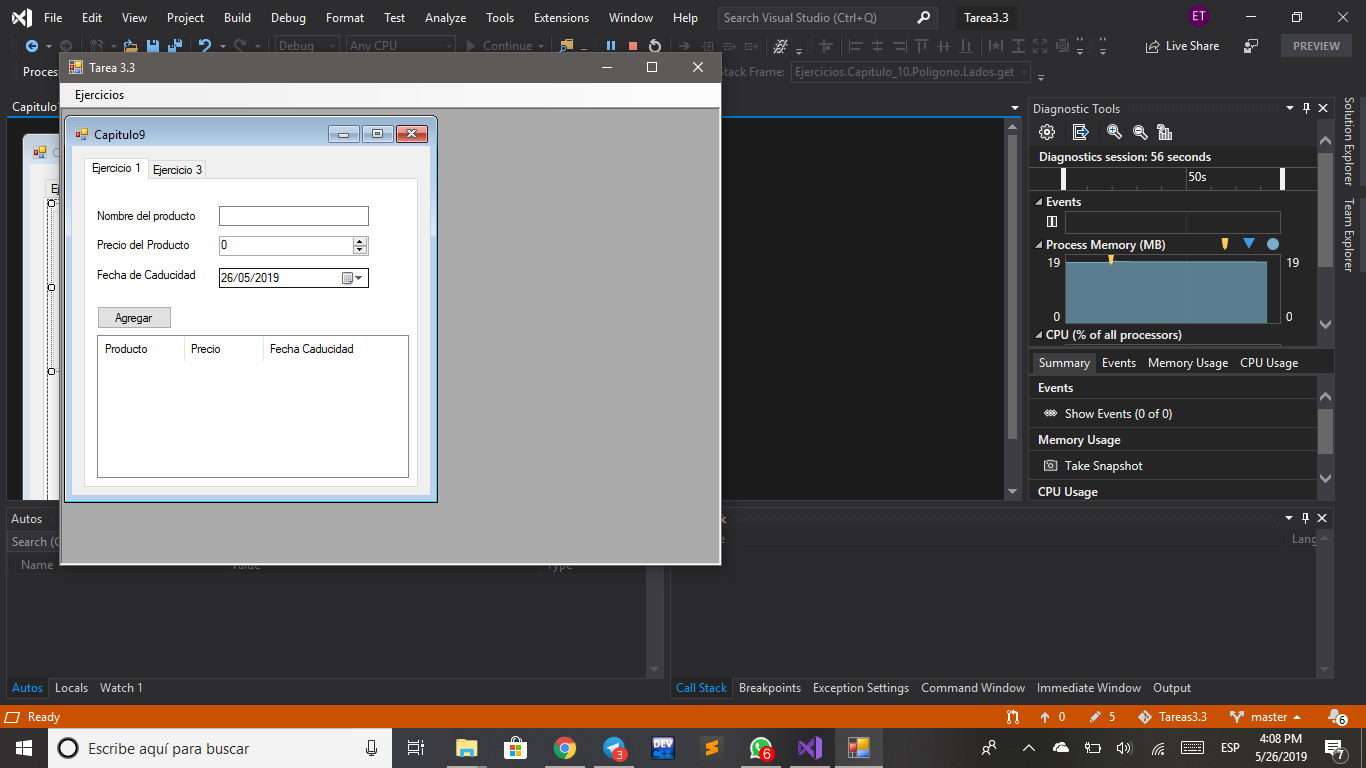 File Edit View Project Build Debug Format Test Analyze Tools Extensions Window Help Search Visual Studio (Ctrl+Q) Tarea3.3 ET
Debug Any CPU Continue Live Share PREVIEW
Proces Stack Frame: Ejercicios.Capitulo_10.Poligono.Lados.get
Tarea 3.3
Ejercicios
Capitulo
Capitulo9
Ejercicio 1 Ejercicio 3
Nombre del producto
Precio del Producto 0
Fecha de Caducidad 26/05/2019
Agregar
Producto Precio Fecha Caducidad
Diagnostic Tools
Diagnostics session: 56 seconds
50s
Events
Process Memory (MB)
19 19
0 0
CPU (% of all processors)
Summary Events Memory Usage CPU Usage
Events
Show Events (0 of 0)
Memory Usage
Take Snapshot
CPU Usage
Solution Explorer
Team Explorer
Autos
Search (C
Name Value Type
Lang
Autos Locals Watch 1
Call Stack Breakpoints Exception Settings Command Window Immediate Window Output
Ready 0 5 Tareas3.3 master 6
Escribe aquí para buscar
3 DEV 6 ESP
4:08 PM
5/26/2019
7